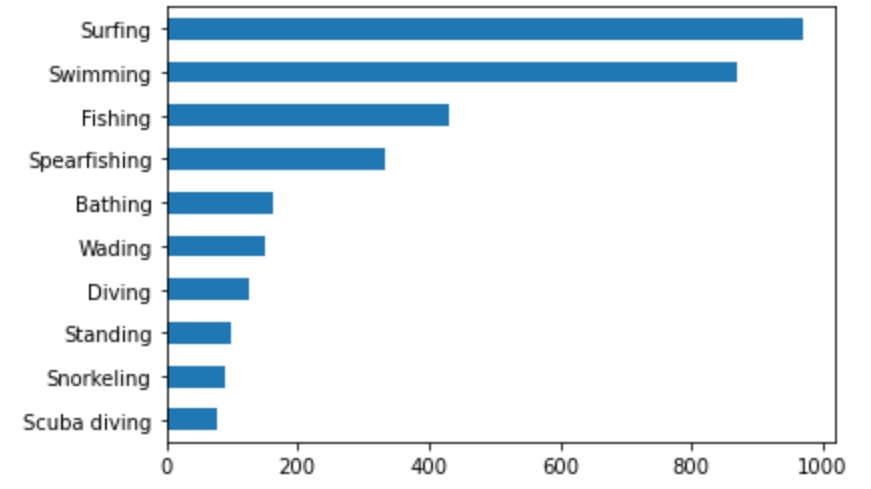 Surfing
Swimming
Fishing
Spearfishing
Bathing
Wading
Diving
Standing
Snorkeling
Scuba diving
0 200 400 600 800 1000